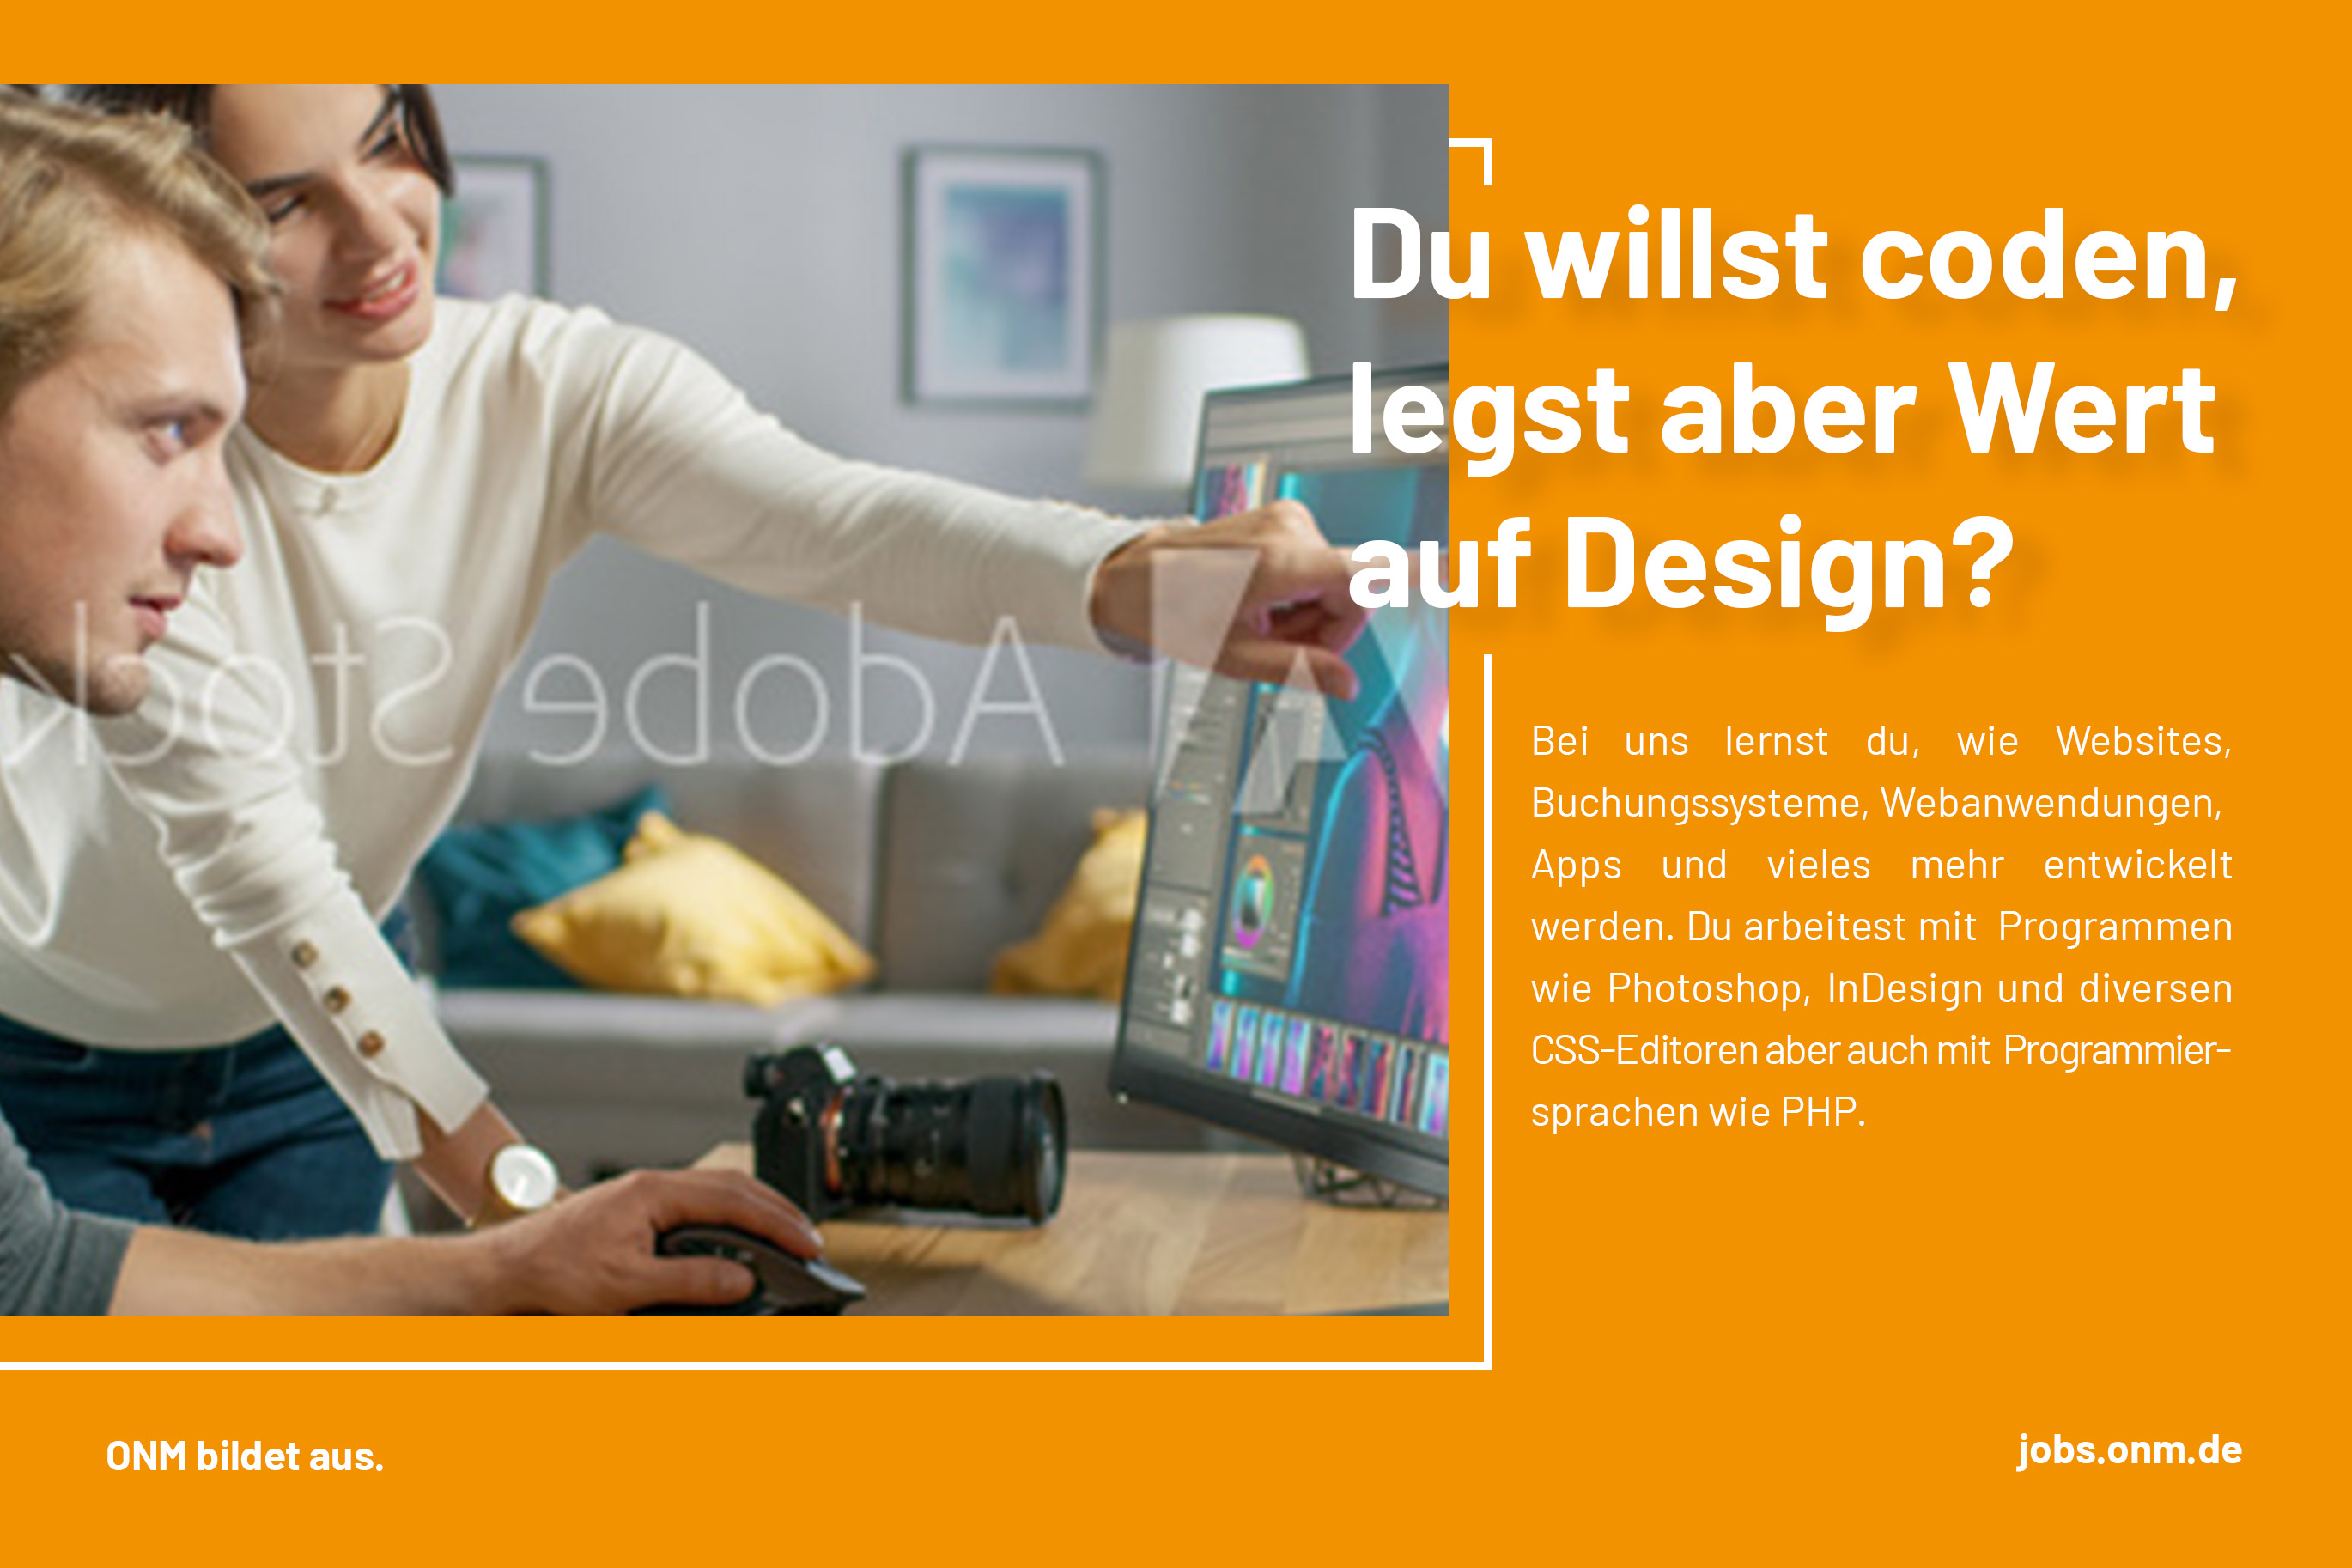 Du willst coden,
legst aber Wert
auf Design?
Adobe Stock
Bei uns lernst du, wie Websites,
Buchungssysteme, Webanwendungen,
Apps und vieles mehr entwickelt
werden. Du arbeitest mit Programmen
wie Photoshop, InDesign und diversen
CSS-Editoren aber auch mit Programmier-
sprachen wie PHP.
ONM bildet aus.
jobs.onm.de